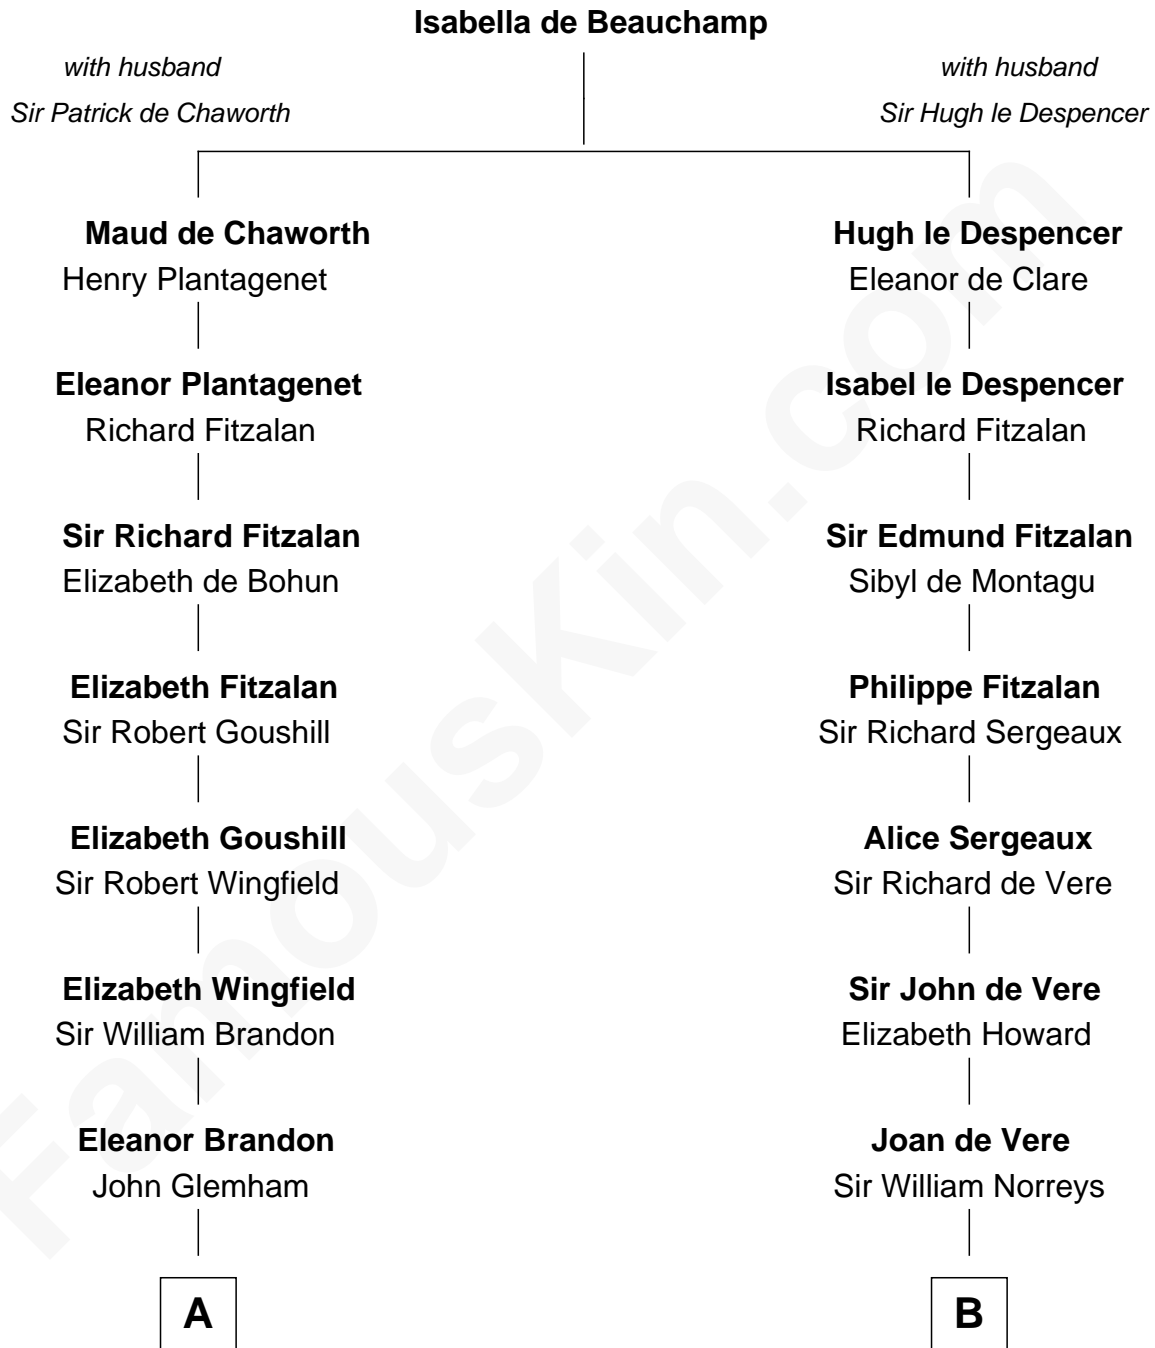 Isabella de Beauchamp
with husband
Sir Patrick de Chaworth
with husband
Sir Hugh le Despencer
Maud de Chaworth
Henry Plantagenet
Hugh le Despencer
Eleanor de Clare
Eleanor Plantagenet
Richard Fitzalan
Isabel le Despencer
Richard Fitzalan
Sir Richard Fitzalan
Elizabeth de Bohun
Sir Edmund Fitzalan
Sibyl de Montagu
Elizabeth Fitzalan
Sir Robert Goushill
Philippe Fitzalan
Sir Richard Sergeaux
Elizabeth Goushill
Sir Robert Wingfield
Alice Sergeaux
Sir Richard de Vere
Elizabeth Wingfield
Sir William Brandon
Sir John de Vere
Elizabeth Howard
Eleanor Brandon
John Glemham
Joan de Vere
Sir William Norreys
A
B
FamousKin.com